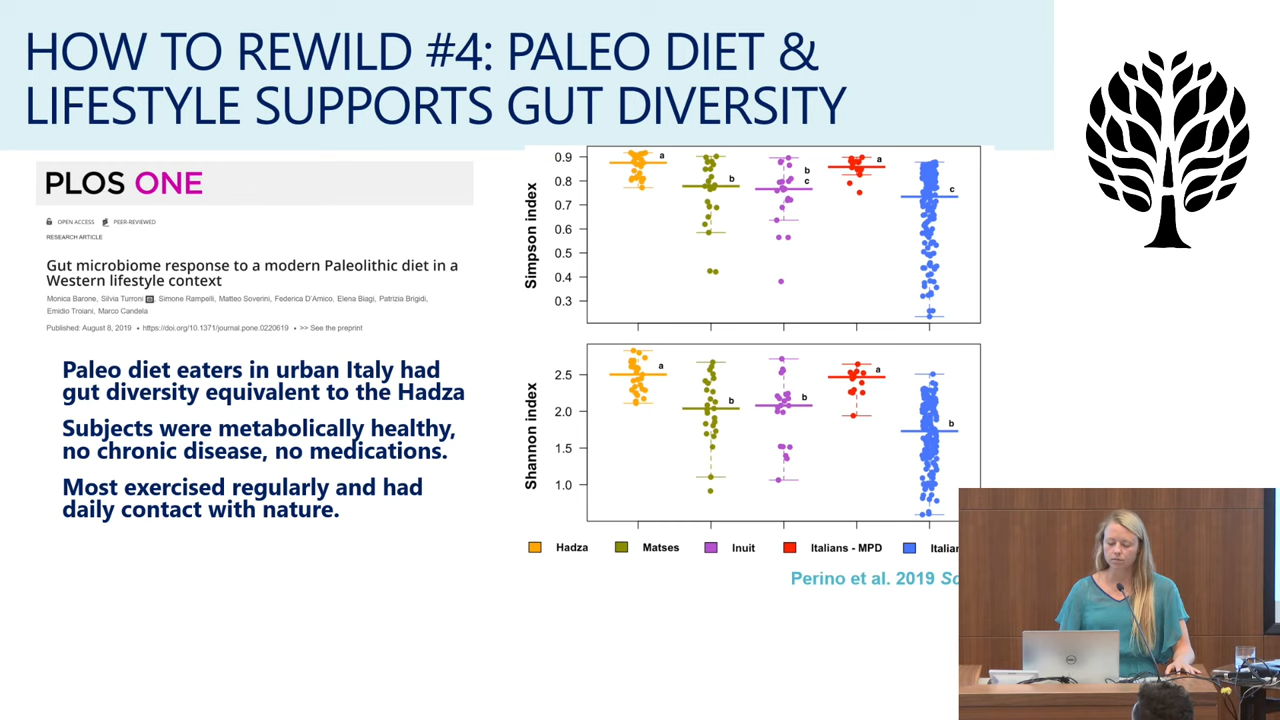 HOW TO REWILD #4: PALEO DIET &
LIFESTYLE SUPPORTS GUT DIVERSITY
PLOS ONE
OPEN ACCESS PEER-REVIEWED
RESEARCH ARTICLE
Gut microbiome response to a modern Paleolithic diet in a
Western lifestyle context
Monica Barone, Silvia Turroni, Simone Rampelli, Matteo Soverini, Federica D'Amico, Elena Biagi, Patrizia Brigidi,
Emidio Troiani, Marco Candela
Published: August 8, 2019 • https://doi.org/10.1371/journal.pone.0220619 • >> See the preprint
Paleo diet eaters in urban Italy had
gut diversity equivalent to the Hadza
Subjects were metabolically healthy,
no chronic disease, no medications.
Most exercised regularly and had
daily contact with nature.
Simpson index
0.9
0.8
0.7
0.6
0.5
0.4
0.3
a
b
b
c
a
c
Shannon index
2.5
2.0
1.5
1.0
a
b
b
a
b
Hadza Matses Inuit Italians - MPD Italian
Perino et al. 2019 Sc
DELL